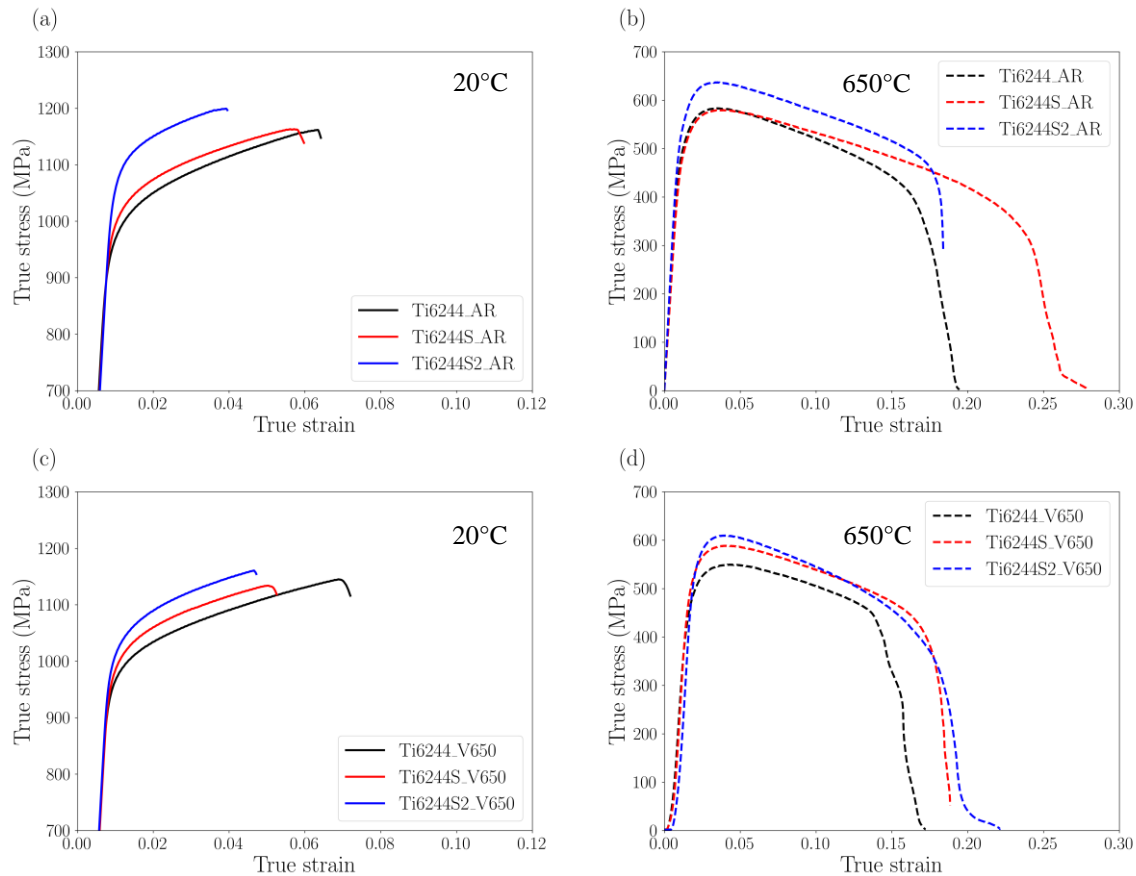 (a)
1300
1200
1100
1000
900
800
700
True stress (MPa)
20°C
Ti6244_AR
Ti6244S_AR
Ti6244S2_AR
0.00 0.02 0.04 0.06 0.08 0.10 0.12
True strain
(b)
700
600
500
400
300
200
100
0
True stress (MPa)
650°C
Ti6244_AR
Ti6244S_AR
Ti6244S2_AR
0.00 0.05 0.10 0.15 0.20 0.25 0.30
True strain
(c)
1300
1200
1100
1000
900
800
700
True stress (MPa)
20°C
Ti6244_V650
Ti6244S_V650
Ti6244S2_V650
0.00 0.02 0.04 0.06 0.08 0.10 0.12
True strain
(d)
700
600
500
400
300
200
100
0
True stress (MPa)
650°C
Ti6244_V650
Ti6244S_V650
Ti6244S2_V650
0.00 0.05 0.10 0.15 0.20 0.25 0.30
True strain